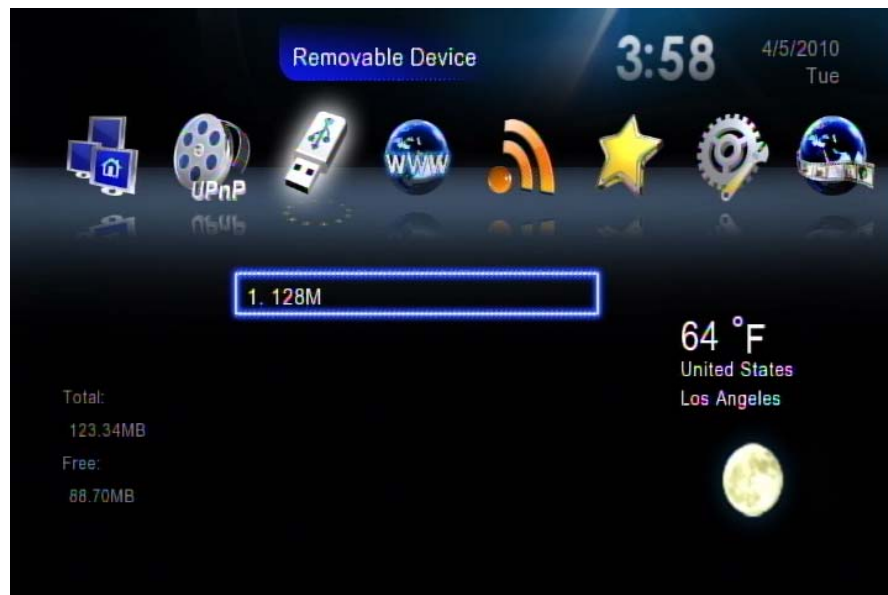 Removable Device
3:58
4/5/2010
Tue
UPnP
WWW
1. 128M
64 °F
United States
Los Angeles
Total:
123.34MB
Free:
88.70MB